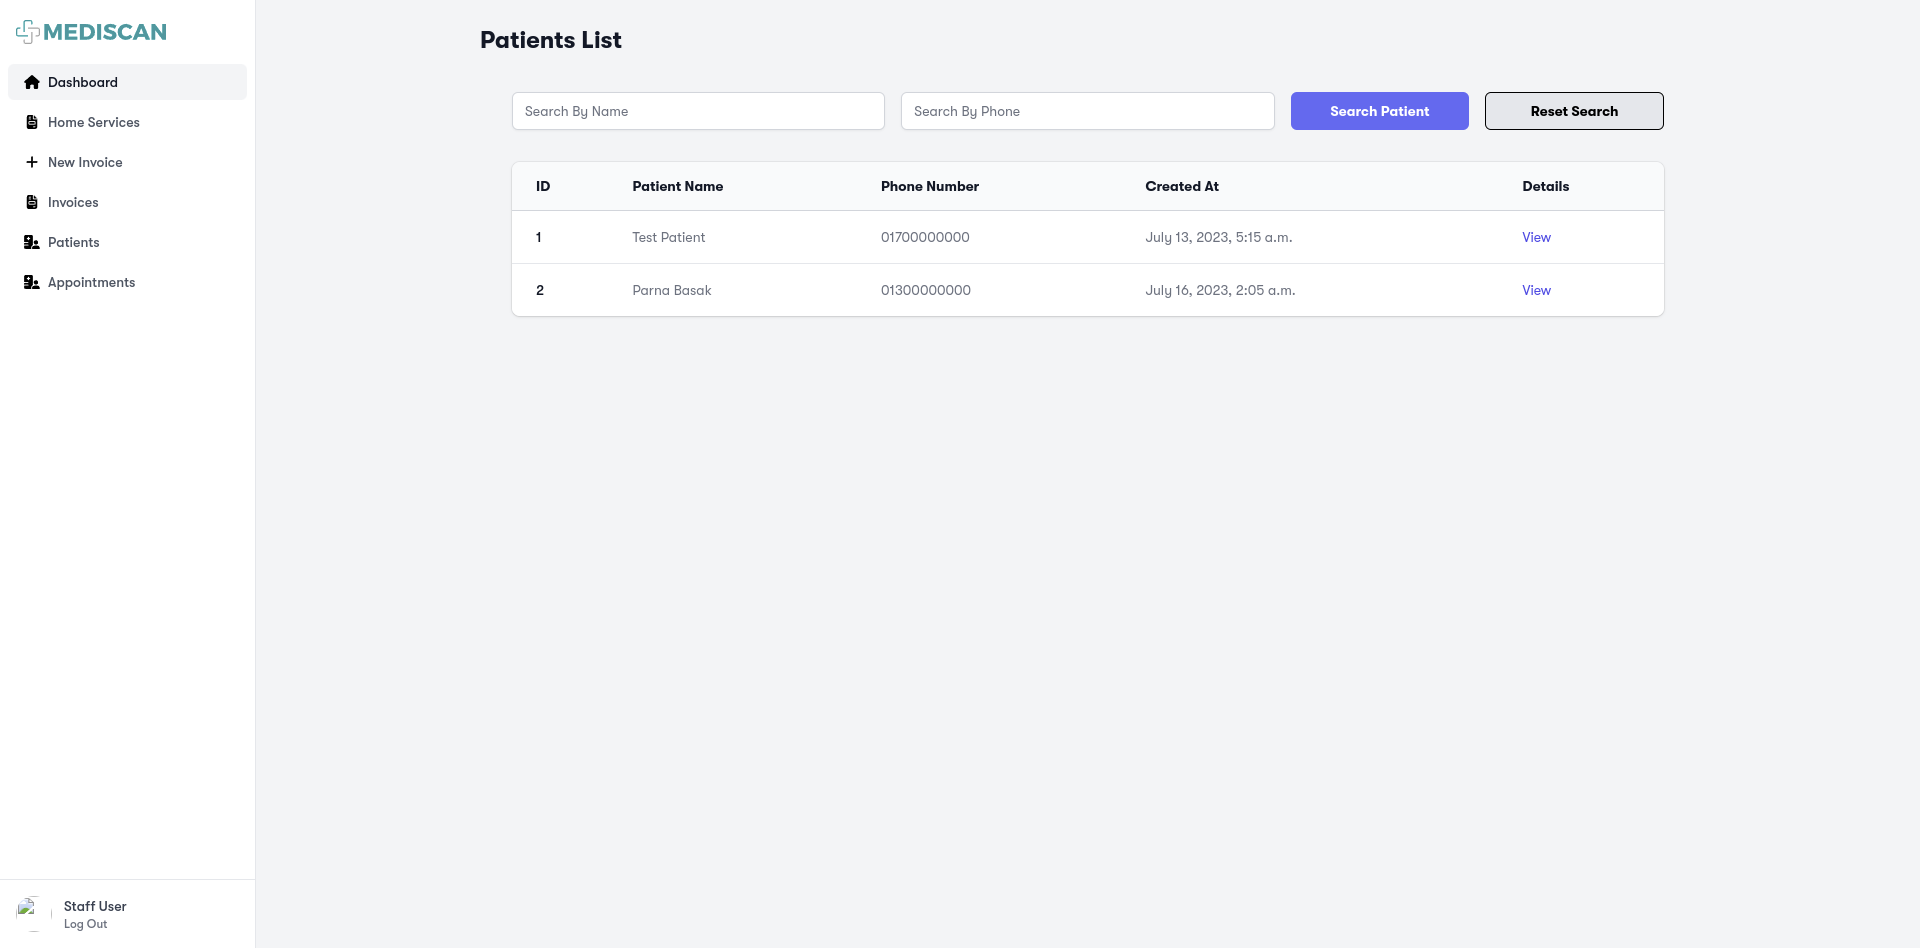 MEDISCAN
Dashboard
Home Services
New Invoice
Invoices
Patients
Appointments
Staff User
Log Out
Patients List
Search By Name Search By Phone Search Patient Reset Search
ID Patient Name Phone Number Created At Details
1 Test Patient 01700000000 July 13, 2023, 5:15 a.m. View
2 Parna Basak 01300000000 July 16, 2023, 2:05 a.m. View